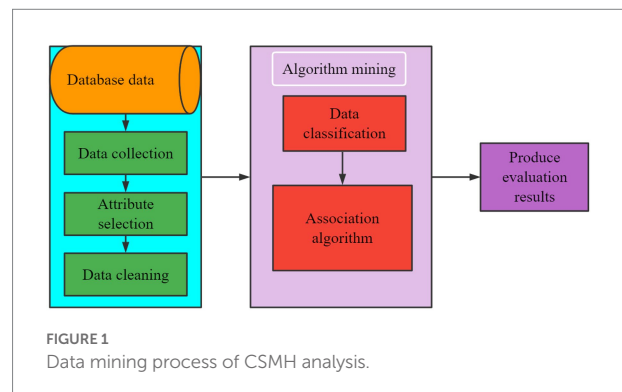 Database data
Data collection
Attribute
selection
Data cleaning
Algorithm mining
Data
classification
Association
algorithm
Produce
evaluation
results
FIGURE 1
Data mining process of CSMH analysis.